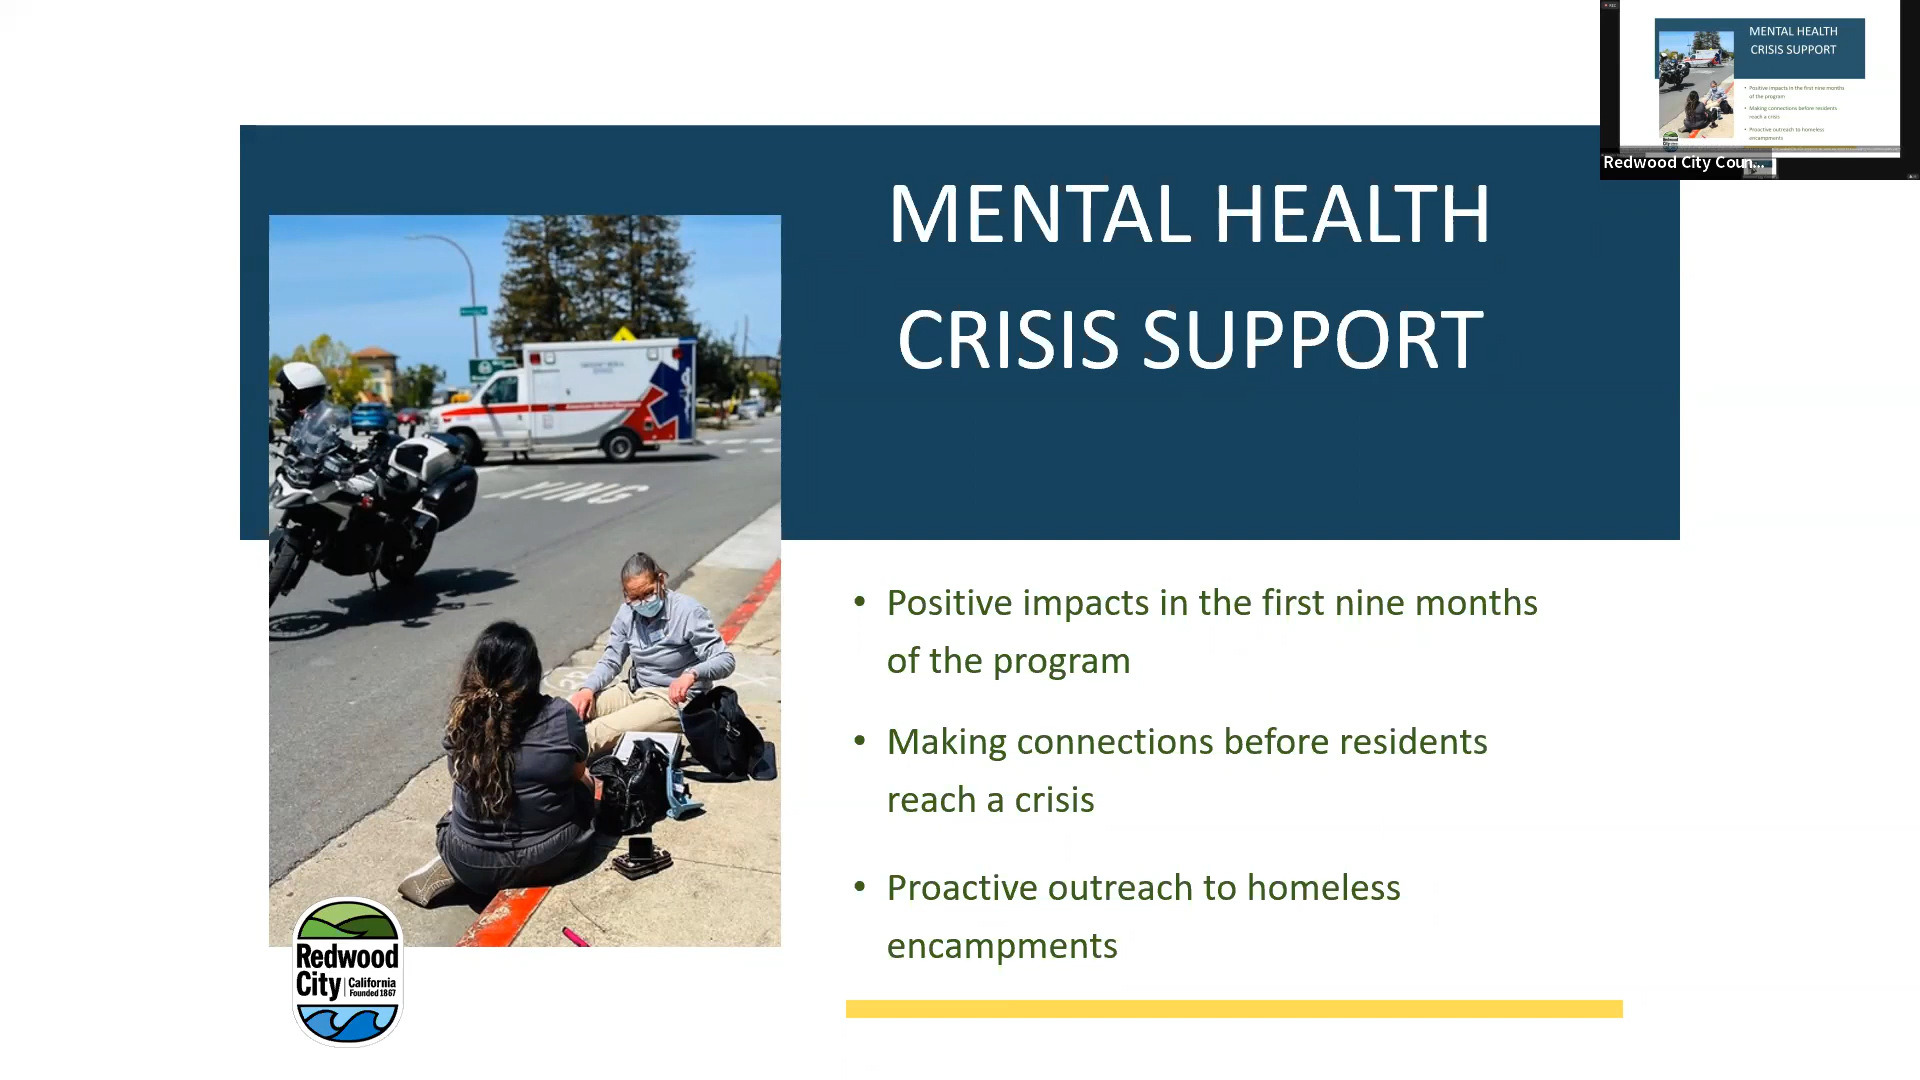 MENTAL HEALTH
CRISIS SUPPORT
• Positive impacts in the first nine months
of the program
• Making connections before residents
reach a crisis
• Proactive outreach to homeless
encampments
Redwood
City | California
Founded 1867
XING
MENTAL HEALTH
CRISIS SUPPORT
• Positive impacts in the first nine months
of the program
• Making connections before residents
reach a crisis
• Proactive outreach to homeless
encampments
Redwood City Coun...